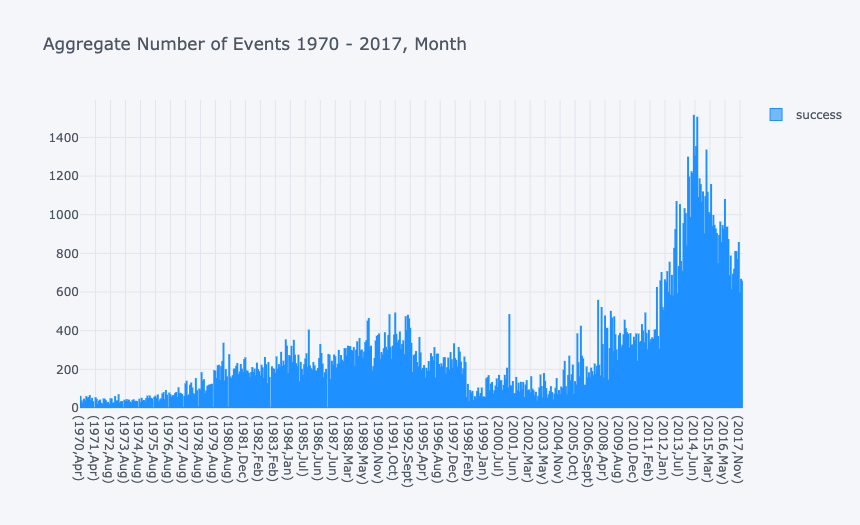 Aggregate Number of Events 1970 - 2017, Month
success
1400
1200
1000
800
600
400
200
0
(1970,Apr)
(1971,Apr)
(1972,Aug)
(1973,Aug)
(1974,Aug)
(1975,Aug)
(1976,Aug)
(1977,Aug)
(1978,Aug)
(1979,Aug)
(1980,Aug)
(1981,Dec)
(1982,Feb)
(1983,Feb)
(1984,Jan)
(1985,Jul)
(1986,Jun)
(1987,Jun)
(1988,Mar)
(1989,Mar)
(1990,Nov)
(1991,Oct)
(1992,Sept)
(1995,Apr)
(1996,Aug)
(1997,Dec)
(1998,Feb)
(1999,Jan)
(2000,Jul)
(2001,Jun)
(2002,Mar)
(2003,May)
(2004,Nov)
(2005,Oct)
(2006,Sept)
(2008,Apr)
(2009,Aug)
(2010,Dec)
(2011,Feb)
(2012,Jan)
(2013,Jul)
(2014,Jun)
(2015,Mar)
(2016,May)
(2017,Nov)